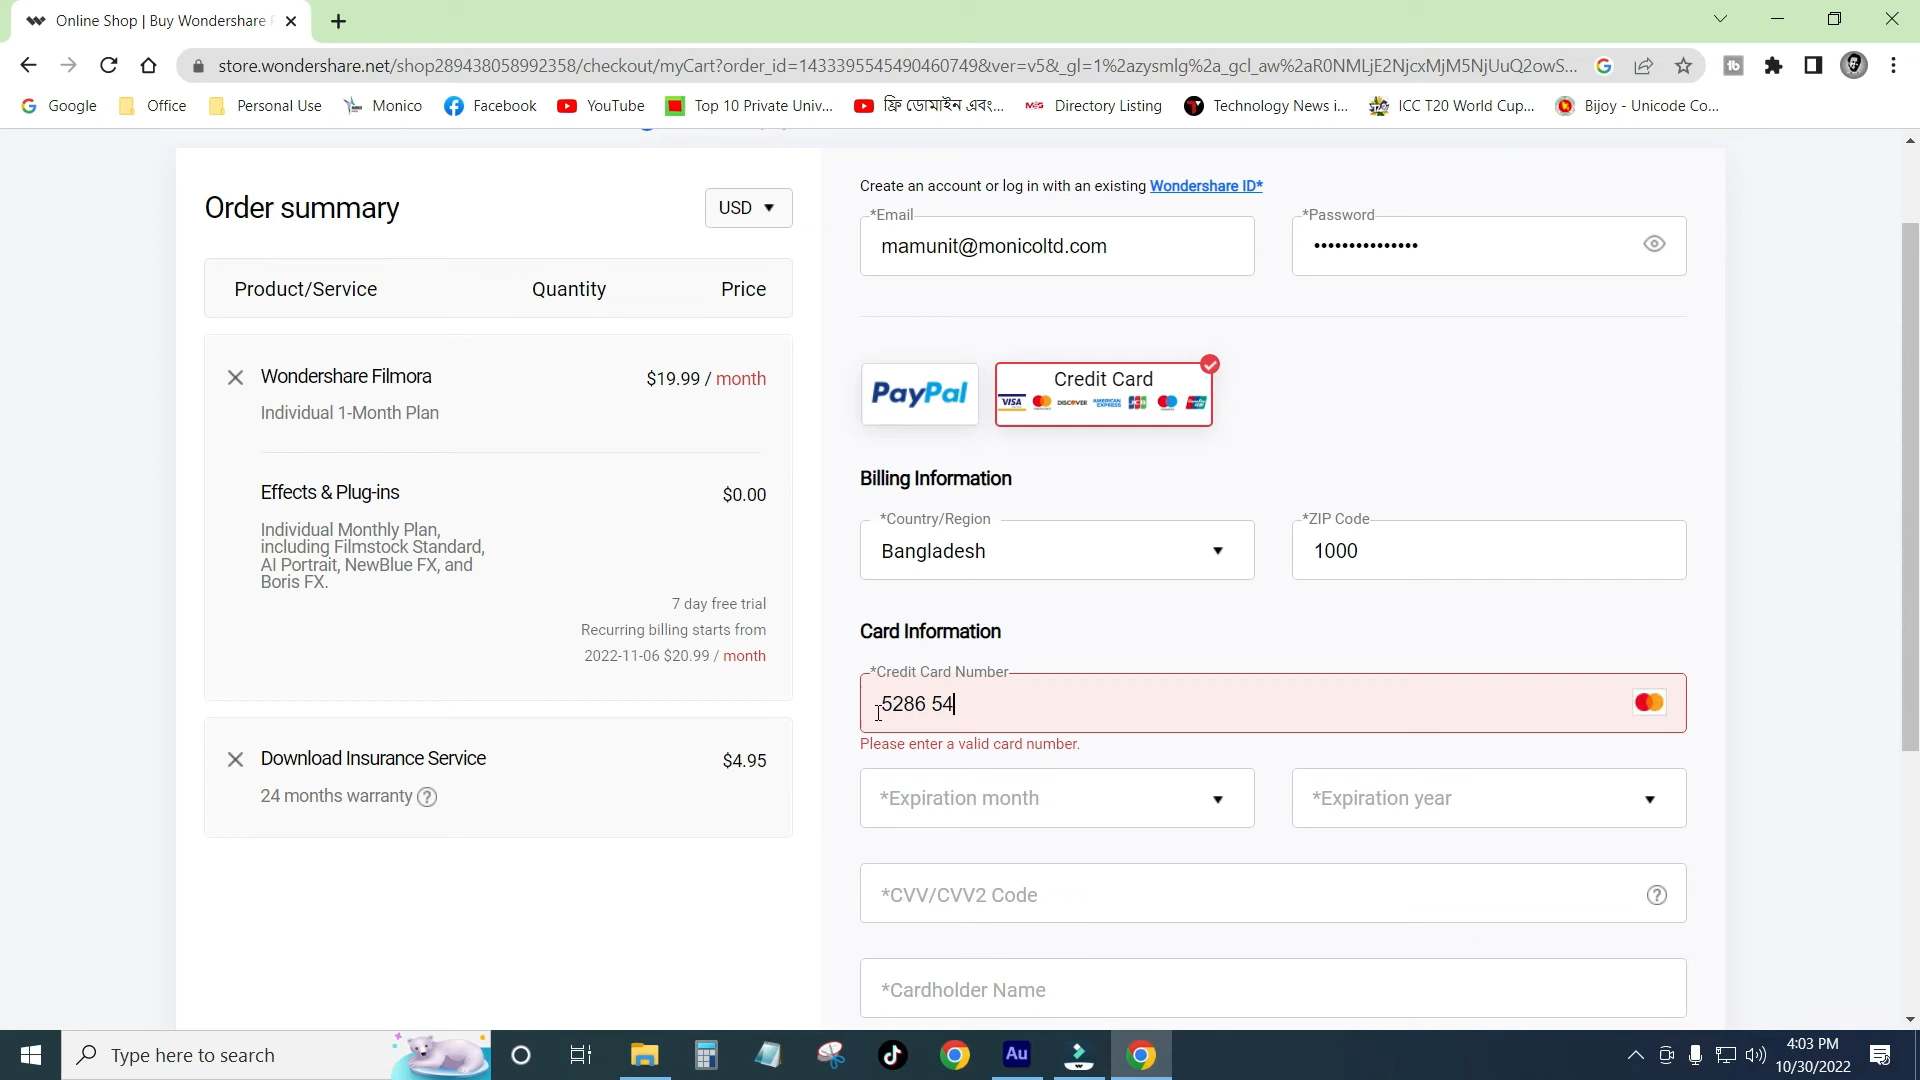 Online Shop | Buy Wondershare
store.wondershare.net/shop289438058992358/checkout/myCart?order_id=1433395545490460749&ver=v5&_gl=1%2azysmlg%2a_gcl_aw%2aR0NMLjE2NjcxMjM5NjUuQ2owS...
Google Office Personal Use Monico Facebook YouTube Top 10 Private Univ... ফ্রি ডোমাইন এবং... Directory Listing Technology News i... ICC T20 World Cup... Bijoy - Unicode Co...
Order summary
USD
Product/Service Quantity Price
Wondershare Filmora $19.99 / month
Individual 1-Month Plan
Effects & Plug-ins $0.00
Individual Monthly Plan,
including Filmstock Standard,
AI Portrait, NewBlue FX, and
Boris FX.
7 day free trial
Recurring billing starts from
2022-11-06 $20.99 / month
Download Insurance Service $4.95
24 months warranty ?
Create an account or log in with an existing Wondershare ID*
*Email
mamunit@monicoltd.com
*Password
•••••••••••••••
PayPal
Credit Card
VISA DISCOVER AMERICAN EXPRESS JCB
Billing Information
*Country/Region
Bangladesh
*ZIP Code
1000
Card Information
*Credit Card Number
5286 54
Please enter a valid card number.
*Expiration month
*Expiration year
*CVV/CVV2 Code
?
*Cardholder Name
Type here to search
Au
4:03 PM
10/30/2022